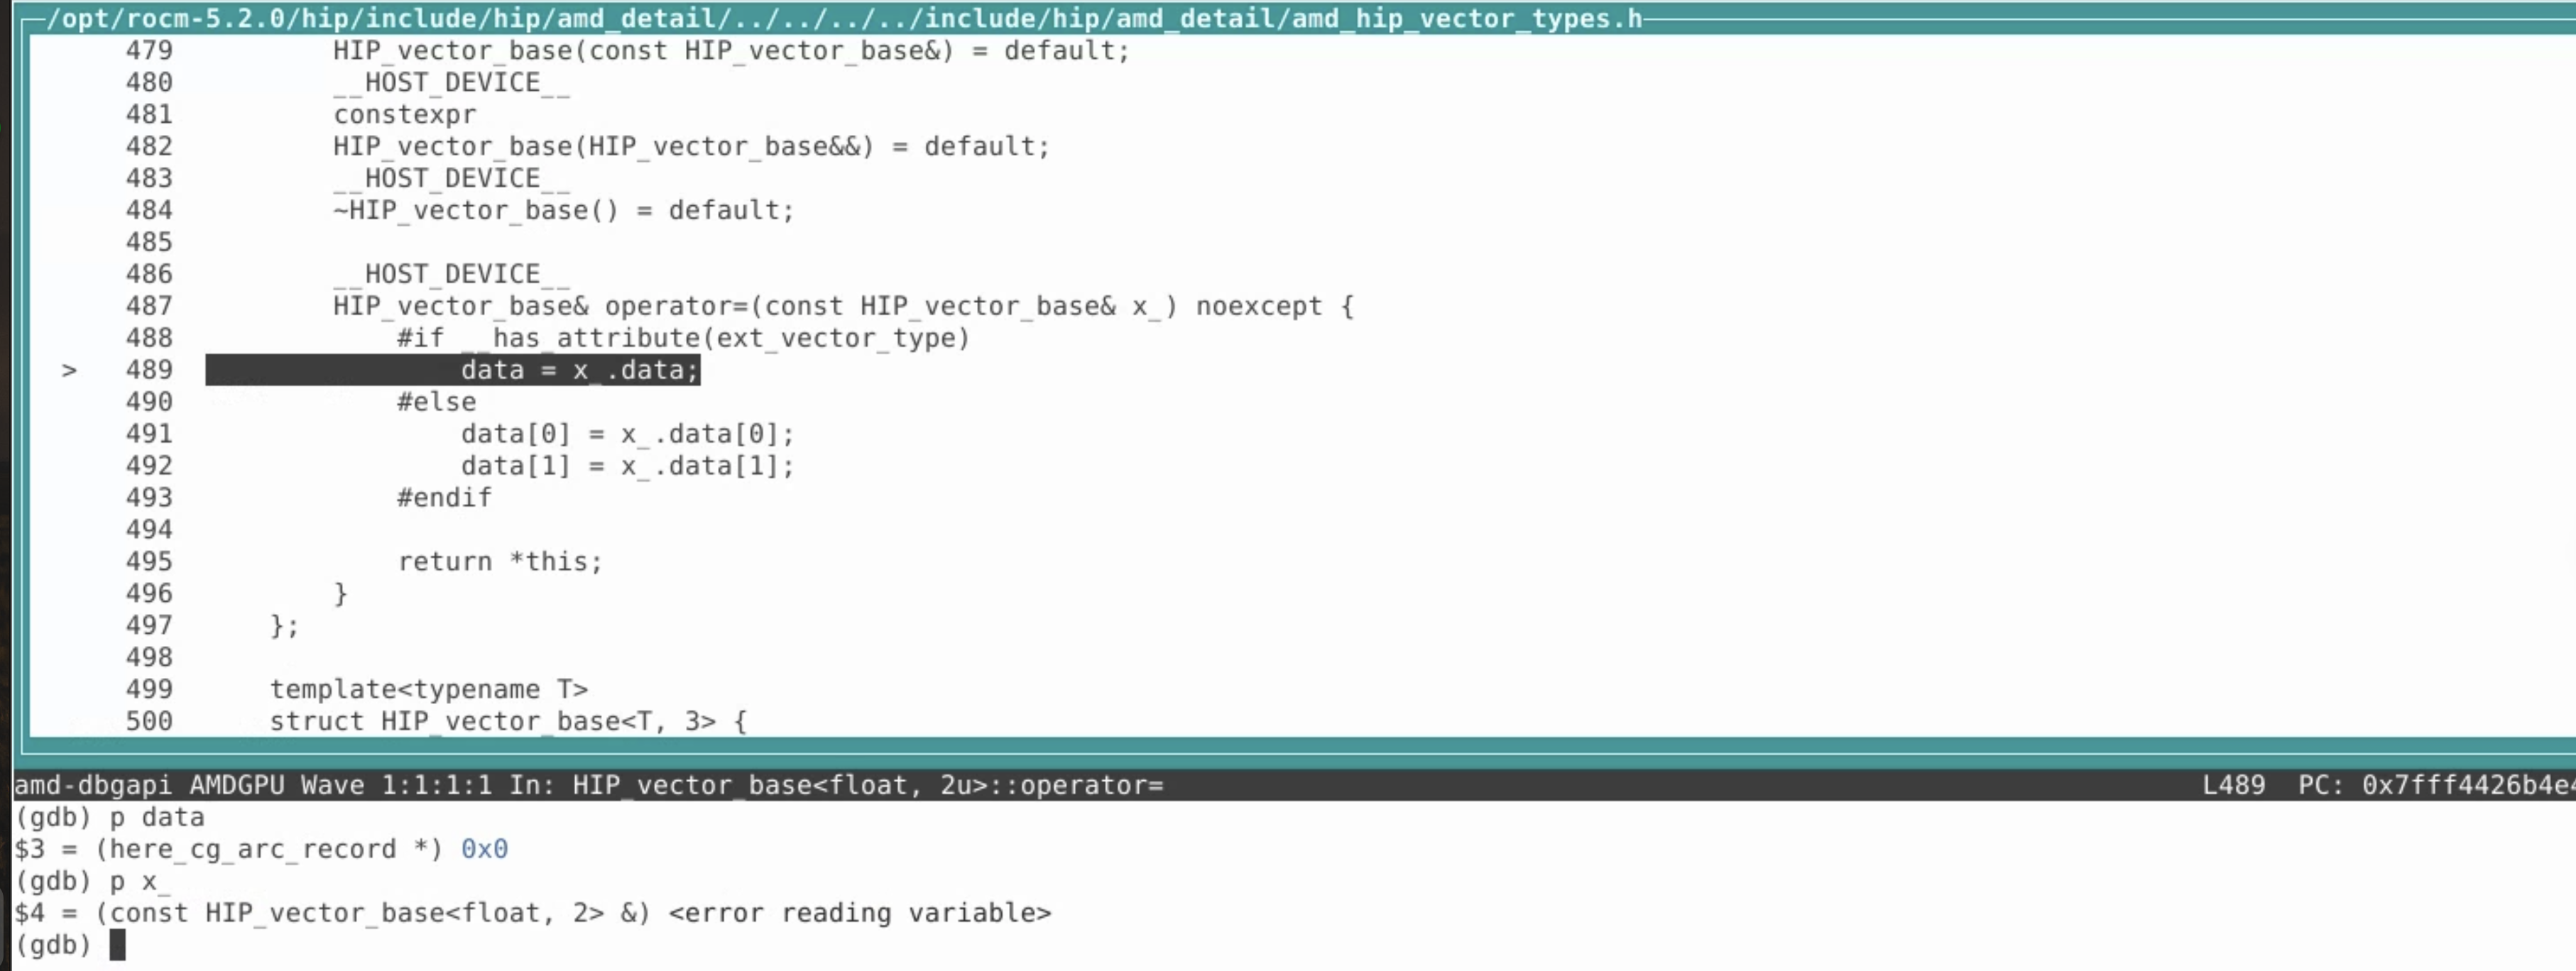 /opt/rocm-5.2.0/hip/include/hip/amd_detail/../../../../include/hip/amd_detail/amd_hip_vector_types.h
479 HIP_vector_base(const HIP_vector_base&) = default;
480 __HOST_DEVICE__
481 constexpr
482 HIP_vector_base(HIP_vector_base&&) = default;
483 __HOST_DEVICE__
484 ~HIP_vector_base() = default;
485
486 __HOST_DEVICE__
487 HIP_vector_base& operator=(const HIP_vector_base& x_) noexcept {
488 #if __has_attribute(ext_vector_type)
> 489 data = x_.data;
490 #else
491 data[0] = x_.data[0];
492 data[1] = x_.data[1];
493 #endif
494
495 return *this;
496 }
497 };
498
499 template<typename T>
500 struct HIP_vector_base<T, 3> {
amd-dbgapi AMDGPU Wave 1:1:1:1 In: HIP_vector_base<float, 2u>::operator= L489 PC: 0x7fff4426b4e4
(gdb) p data
$3 = (here_cg_arc_record *) 0x0
(gdb) p x_
$4 = (const HIP_vector_base<float, 2> &) <error reading variable>
(gdb)